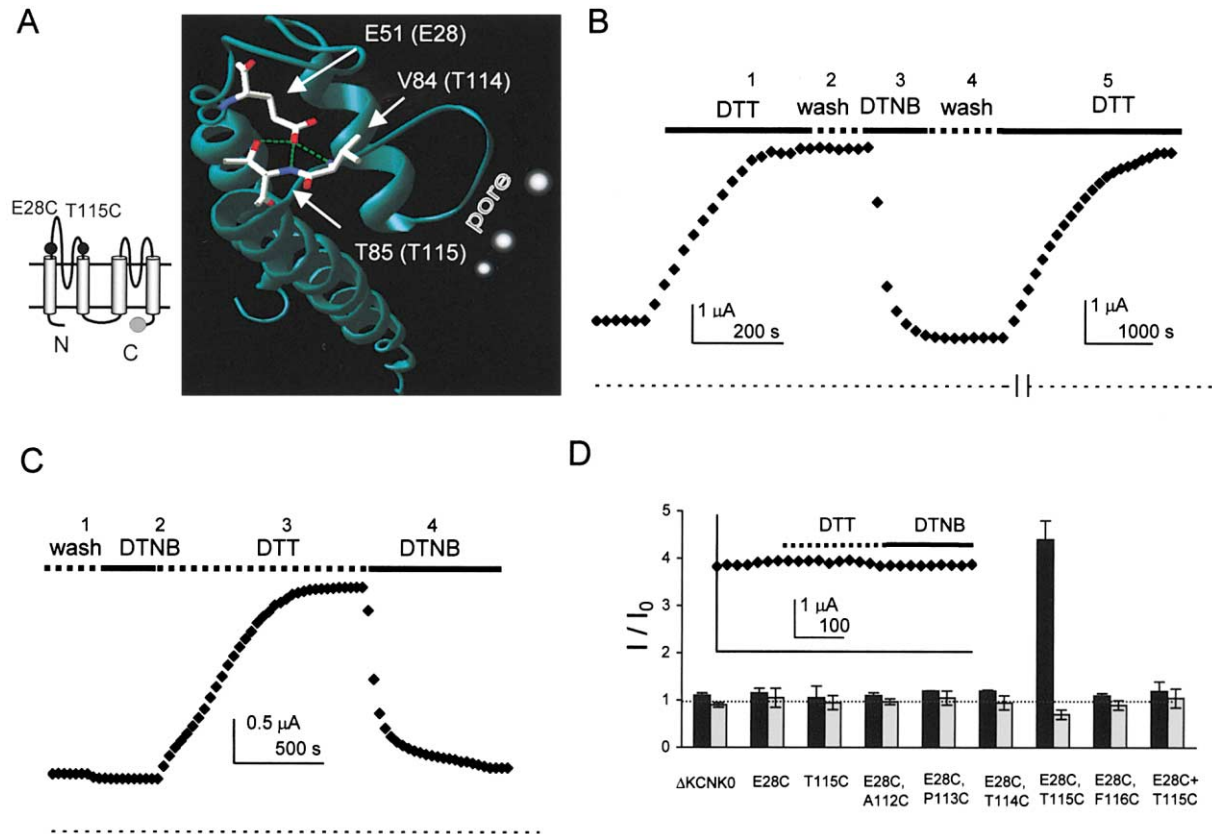 A
E51 (E28)
V84 (T114)
T85 (T115)
pore
E28C T115C
N C
B
1 2 3 4 5
DTT wash DTNB wash DTT
1 µA
200 s
1 µA
1000 s
C
1 2 3 4
wash DTNB DTT DTNB
0.5 µA
500 s
D
I / I0
5
4
3
2
1
0
DTT DTNB
1 µA
100
ΔKCNK0 E28C T115C E28C, E28C, E28C, E28C, E28C, E28C+
A112C P113C T114C T115C F116C T115C